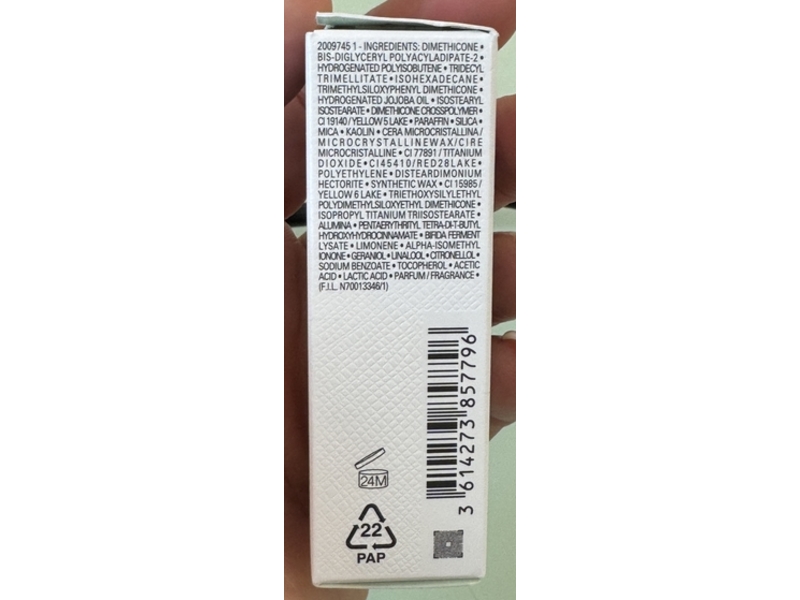 2009745 1 - INGREDIENTS: DIMETHICONE •
BIS-DIGLYCERYL POLYACYLADIPATE-2 •
HYDROGENATED POLYISOBUTENE • TRIDECYL
TRIMELLITATE • ISOHEXADECANE •
TRIMETHYLSILOXYPHENYL DIMETHICONE •
HYDROGENATED JOJOBA OIL • ISOSTEARYL
ISOSTEARATE • DIMETHICONE CROSSPOLYMER •
CI 19140 / YELLOW 5 LAKE • PARAFFIN • SILICA •
MICA • KAOLIN • CERA MICROCRISTALLINA /
MICROCRYSTALLINE WAX / CIRE
MICROCRISTALLINE • CI 77891 / TITANIUM
DIOXIDE • CI 45410 / RED 28 LAKE •
POLYETHYLENE • DISTEARDIMONIUM
HECTORITE • SYNTHETIC WAX • CI 15985 /
YELLOW 6 LAKE • TRIETHOXYSILYLETHYL
POLYDIMETHYLSILOXYETHYL DIMETHICONE •
ISOPROPYL TITANIUM TRIISOSTEARATE •
ALUMINA • PENTAERYTHRITYL TETRA-DI-T-BUTYL
HYDROXYHYDROCINNAMATE • BIFIDA FERMENT
LYSATE • LIMONENE • ALPHA-ISOMETHYL
IONONE • GERANIOL • LINALOOL • CITRONELLOL •
SODIUM BENZOATE • TOCOPHEROL • ACETIC
ACID • LACTIC ACID • PARFUM / FRAGRANCE •
(F.I.L. N70013346/1)
3 614273 857796
24M
22
PAP